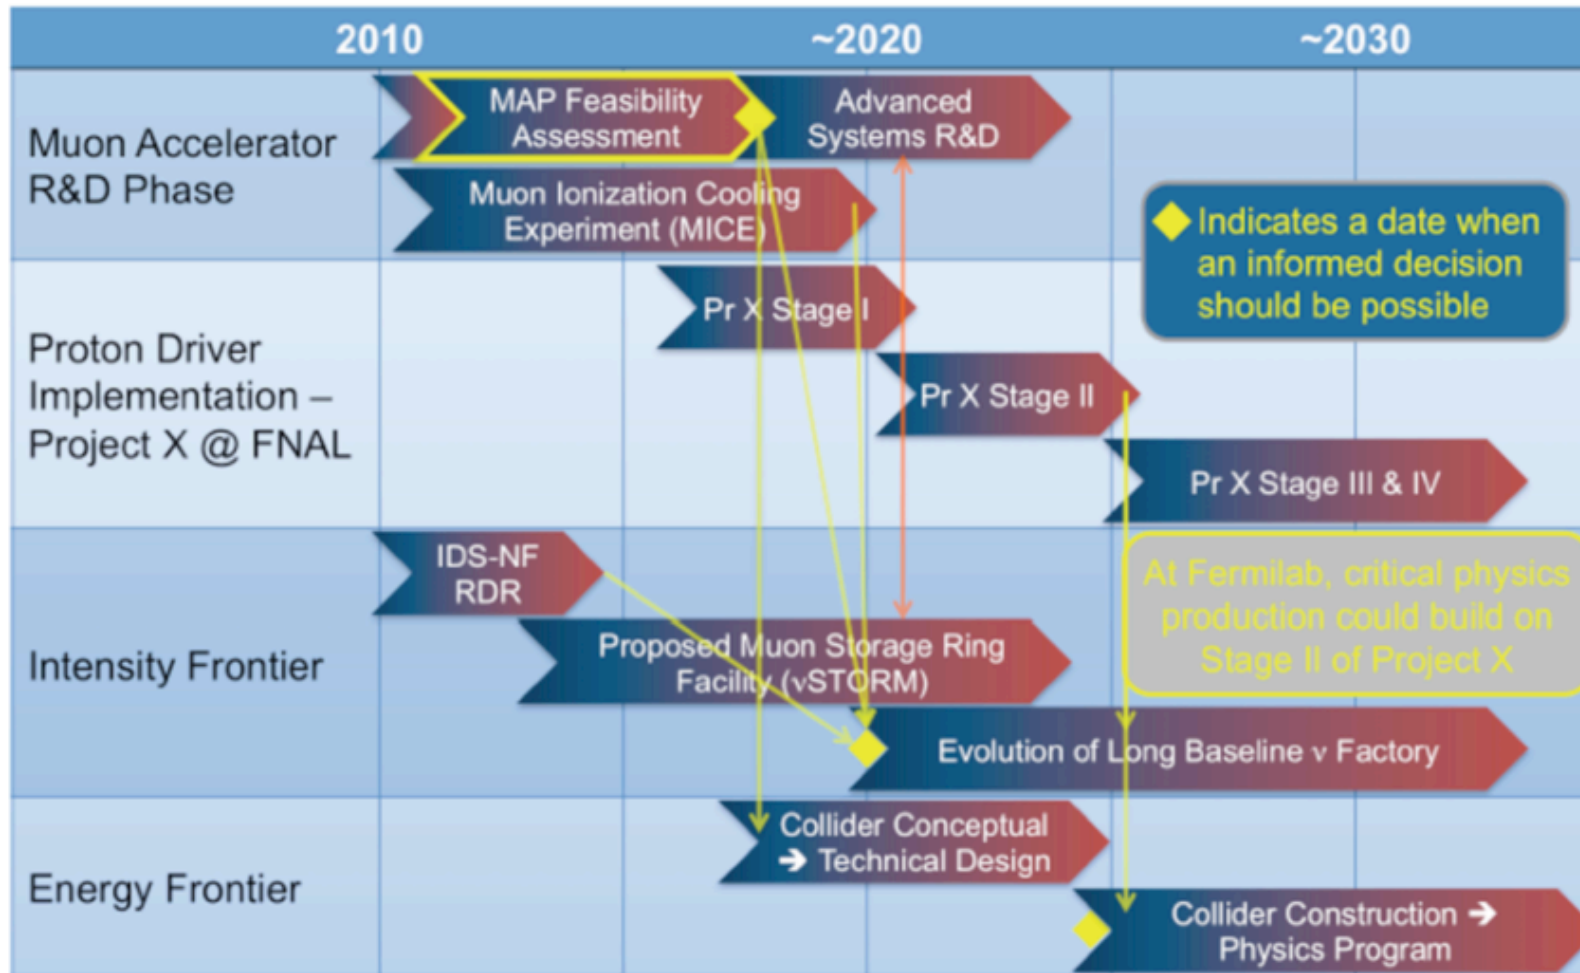 2010
~2020
~2030
Muon Accelerator
R&D Phase
MAP Feasibility
Assessment
Advanced
Systems R&D
Muon Ionization Cooling
Experiment (MICE)
Indicates a date when
an informed decision
should be possible
Proton Driver
Implementation –
Project X @ FNAL
Pr X Stage I
Pr X Stage II
Pr X Stage III & IV
Intensity Frontier
IDS-NF
RDR
At Fermilab, critical physics
production could build on
Stage II of Project X
Proposed Muon Storage Ring
Facility (νSTORM)
Evolution of Long Baseline ν Factory
Energy Frontier
Collider Conceptual
➔ Technical Design
Collider Construction ➔
Physics Program